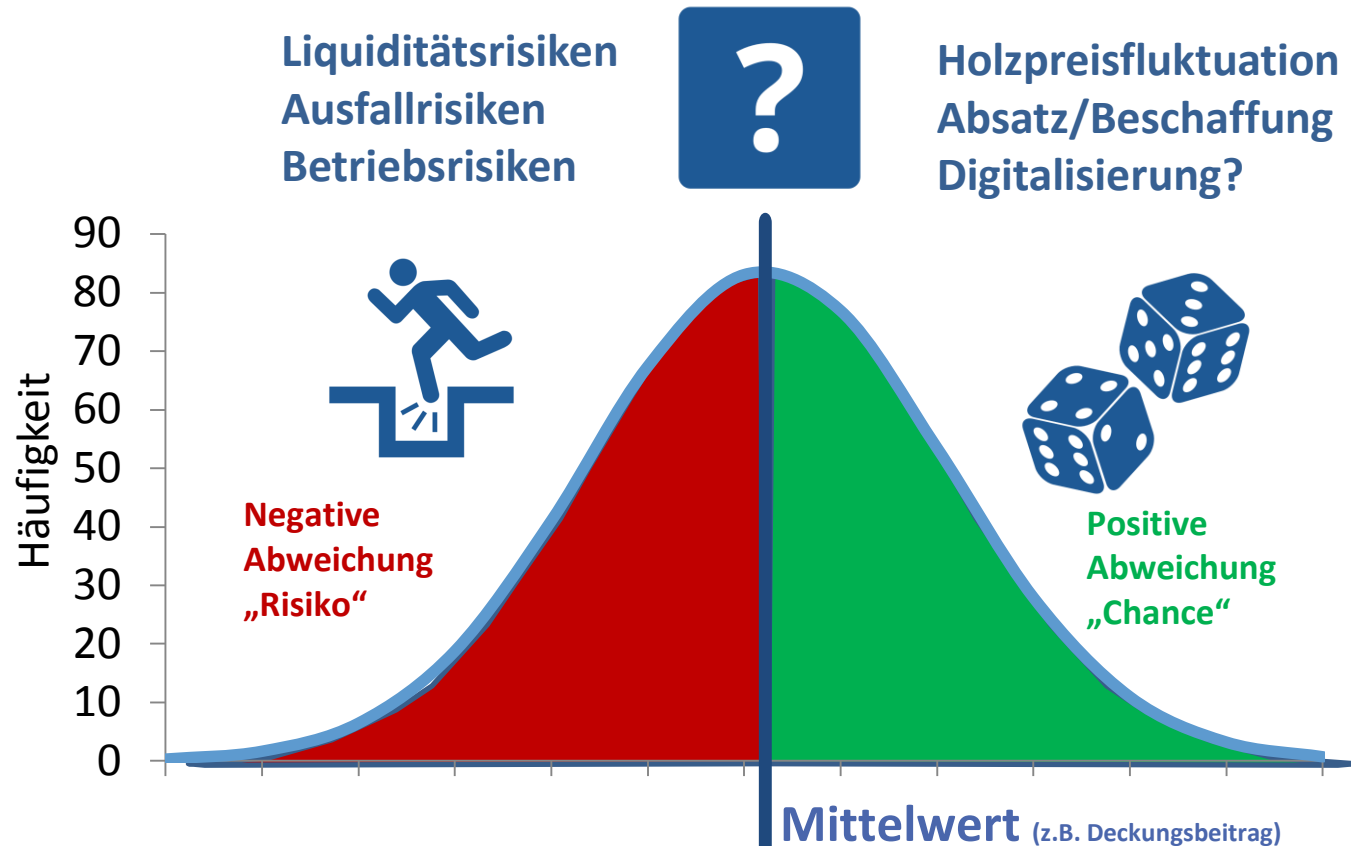 Liquiditätsrisiken
Ausfallrisiken
Betriebsrisiken
?
Holzpreisfluktuation
Absatz/Beschaffung
Digitalisierung?
Häufigkeit
90
80
70
60
50
40
30
20
10
0
Negative
Abweichung
„Risiko“
Positive
Abweichung
„Chance“
Mittelwert (z.B. Deckungsbeitrag)